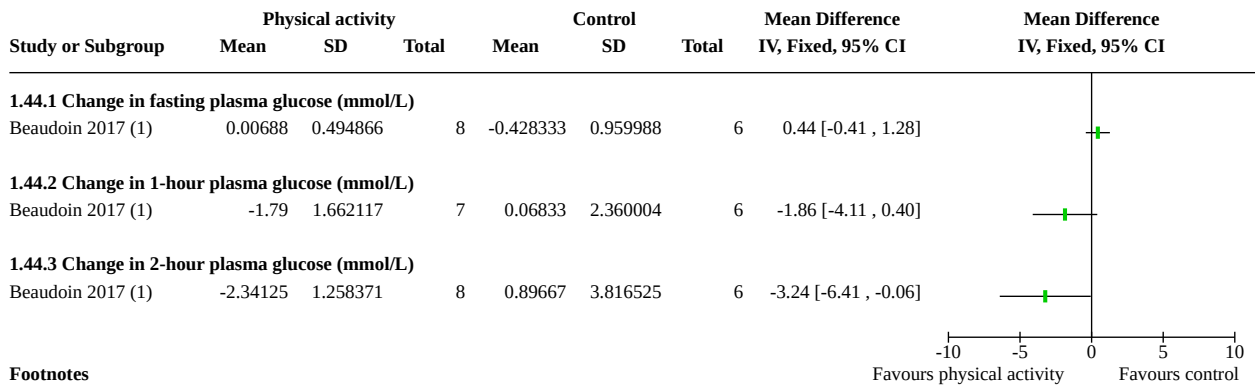 Physical activity Control Mean Difference Mean Difference
Study or Subgroup Mean SD Total Mean SD Total IV, Fixed, 95% CI IV, Fixed, 95% CI
1.44.1 Change in fasting plasma glucose (mmol/L)
Beaudoin 2017 (1) 0.00688 0.494866 8 -0.428333 0.959988 6 0.44 [-0.41 , 1.28]
1.44.2 Change in 1-hour plasma glucose (mmol/L)
Beaudoin 2017 (1) -1.79 1.662117 7 0.06833 2.360004 6 -1.86 [-4.11 , 0.40]
1.44.3 Change in 2-hour plasma glucose (mmol/L)
Beaudoin 2017 (1) -2.34125 1.258371 8 0.89667 3.816525 6 -3.24 [-6.41 , -0.06]
-10 -5 0 5 10
Footnotes Favours physical activity Favours control